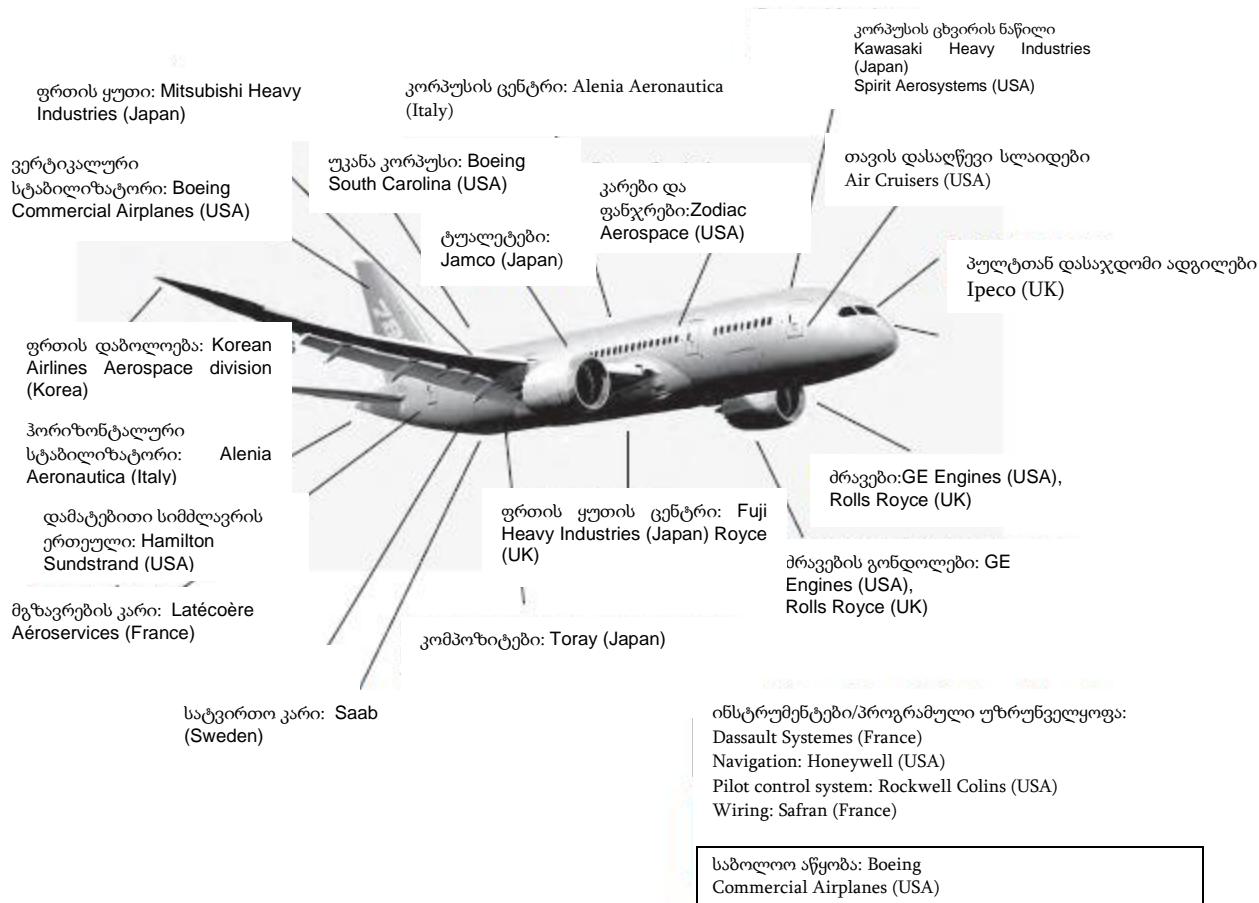 კორპუსის ცხვირის ნაწილი
Kawasaki Heavy Industries
(Japan)
Spirit Aerosystems (USA)
ფრთის ყუთი: Mitsubishi Heavy
Industries (Japan)
კორპუსის ცენტრი: Alenia Aeronautica
(Italy)
ვერტიკალური
სტაბილიზატორი: Boeing
Commercial Airplanes (USA)
უკანა კორპუსი: Boeing
South Carolina (USA)
კარები და
ფანჯრები:Zodiac
Aerospace (USA)
თავის დასაღწევი სლაიდები
Air Cruisers (USA)
ტუალეტები:
Jamco (Japan)
პულტთან დასაჯდომი ადგილები
Ipeco (UK)
ფრთის დაბოლოება: Korean
Airlines Aerospace division
(Korea)
ჰორიზონტალური
სტაბილიზატორი: Alenia
Aeronautica (Italy)
დამატებითი სიმძლავრის
ერთეული: Hamilton
Sundstrand (USA)
ფრთის ყუთის ცენტრი: Fuji
Heavy Industries (Japan) Royce
(UK)
ძრავები:GE Engines (USA),
Rolls Royce (UK)
ძრავების გონდოლები: GE
Engines (USA),
Rolls Royce (UK)
მგზავრების კარი: Latécoère
Aéroservices (France)
კომპოზიტები: Toray (Japan)
სატვირთო კარი: Saab
(Sweden)
ინსტრუმენტები/პროგრამული უზრუნველყოფა:
Dassault Systemes (France)
Navigation: Honeywell (USA)
Pilot control system: Rockwell Colins (USA)
Wiring: Safran (France)
საბოლოო აწყობა: Boeing
Commercial Airplanes (USA)